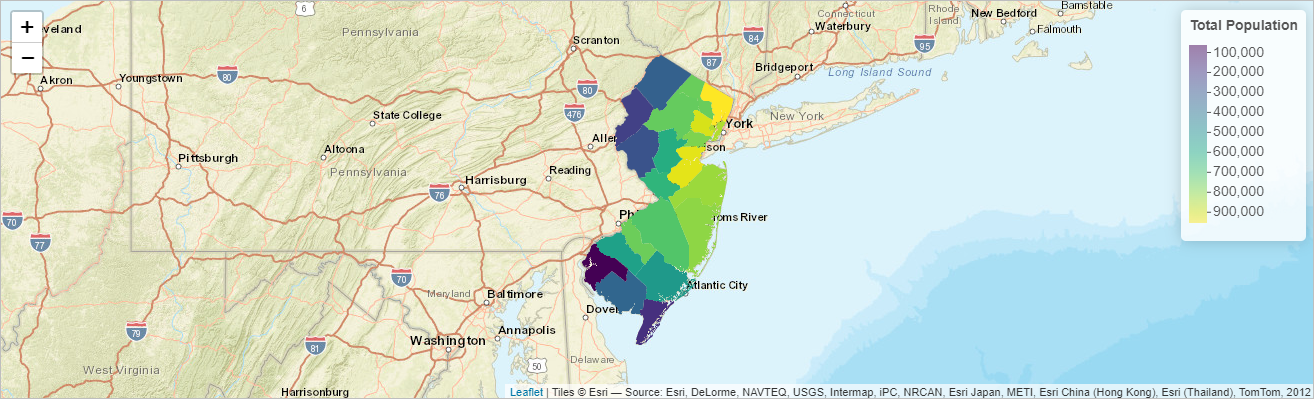 +
−
veland
Akron
Youngstown
80
6
Pennsylvania
Scranton
80
476
84
87
Connecticut
Waterbury
Rhode
Island
95
New Bedford
Barnstable
Falmouth
Bridgeport
Long Island Sound
New York
York
State College
Altoona
Pittsburgh
Pennsylvania
Aller
Reading
Harrisburg
76
son
Phi
oms River
70
77
70
Maryland
Baltimore
Atlantic City
Dover
Annapolis
Washington
79
81
50
Delaware
West Virginia
Harrisonburg
Total Population
100,000
200,000
300,000
400,000
500,000
600,000
700,000
800,000
900,000
Leaflet | Tiles © Esri — Source: Esri, DeLorme, NAVTEQ, USGS, Intermap, iPC, NRCAN, Esri Japan, METI, Esri China (Hong Kong), Esri (Thailand), TomTom, 2012